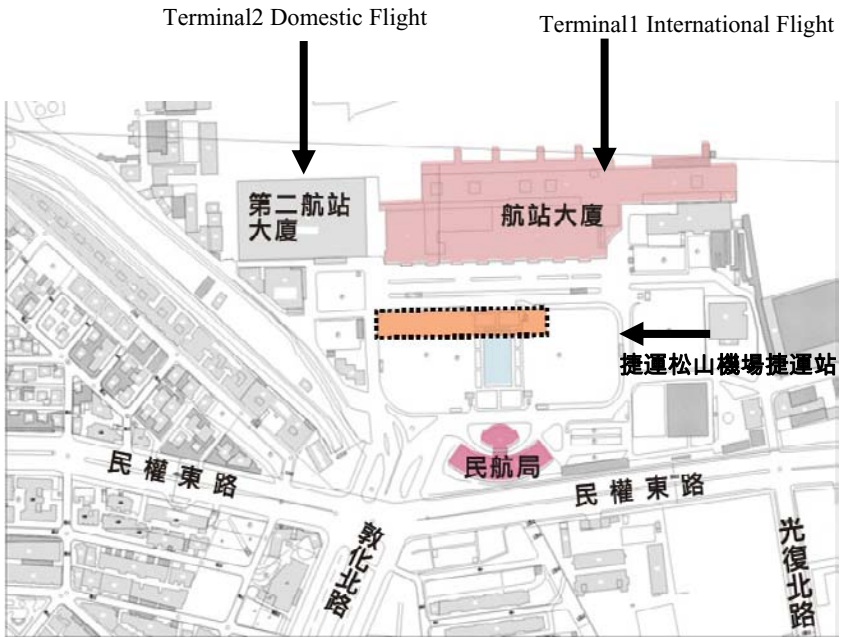 Terminal2 Domestic Flight
Terminal1 International Flight
第二航站
大廈
航站大廈
捷運松山機場捷運站
民航局
民權東路
民權東路
敦化北路
光復北路